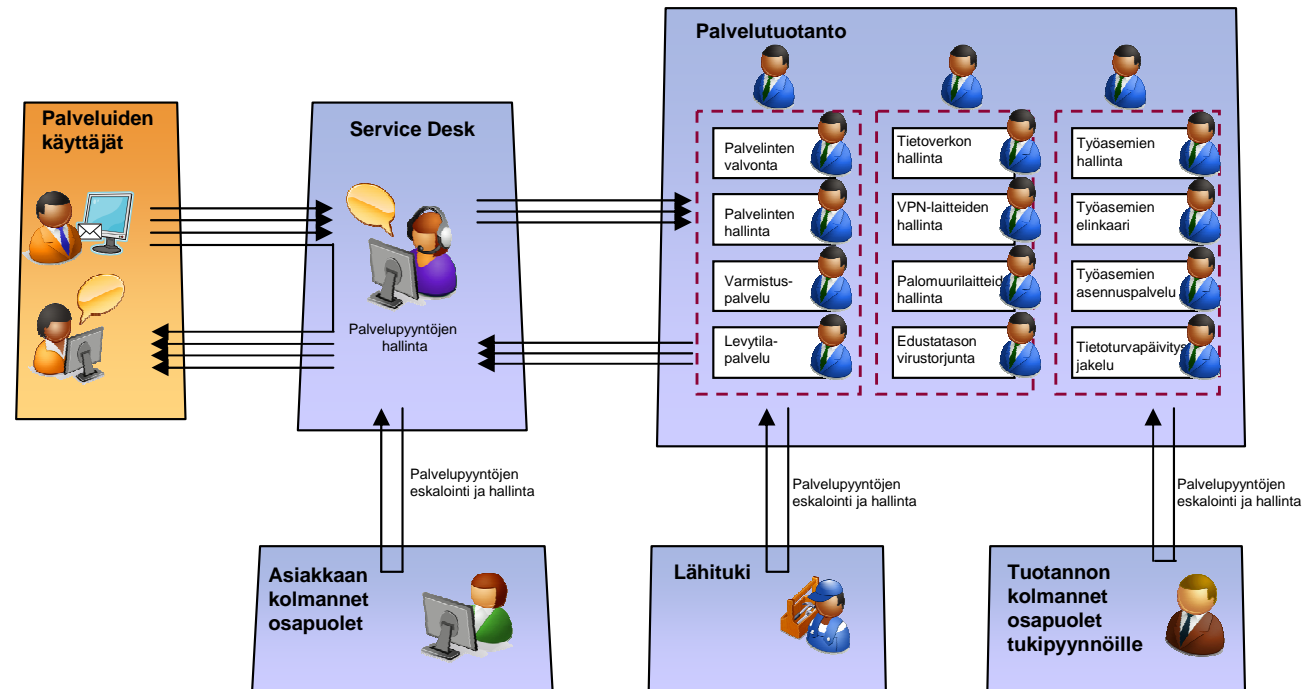 Palvelutuotanto
Palveluiden
käyttäjät
Service Desk
Palvelupyyntöjen
hallinta
Palvelinten
valvonta
Palvelinten
hallinta
Varmistus-
palvelu
Levytila-
palvelu
Tietoverkon
hallinta
VPN-laitteiden
hallinta
Palomuurilaitteid
hallinta
Edustatason
virustorjunta
Työasemien
hallinta
Työasemien
elinkaari
Työasemien
asennuspalvelu
Tietoturvapäivitys
jakelu
Palvelupyyntöjen
eskalointi ja hallinta
Palvelupyyntöjen
eskalointi ja hallinta
Palvelupyyntöjen
eskalointi ja hallinta
Asiakkaan
kolmannet
osapuolet
Lähituki
Tuotannon
kolmannet
osapuolet
tukipyynnöille